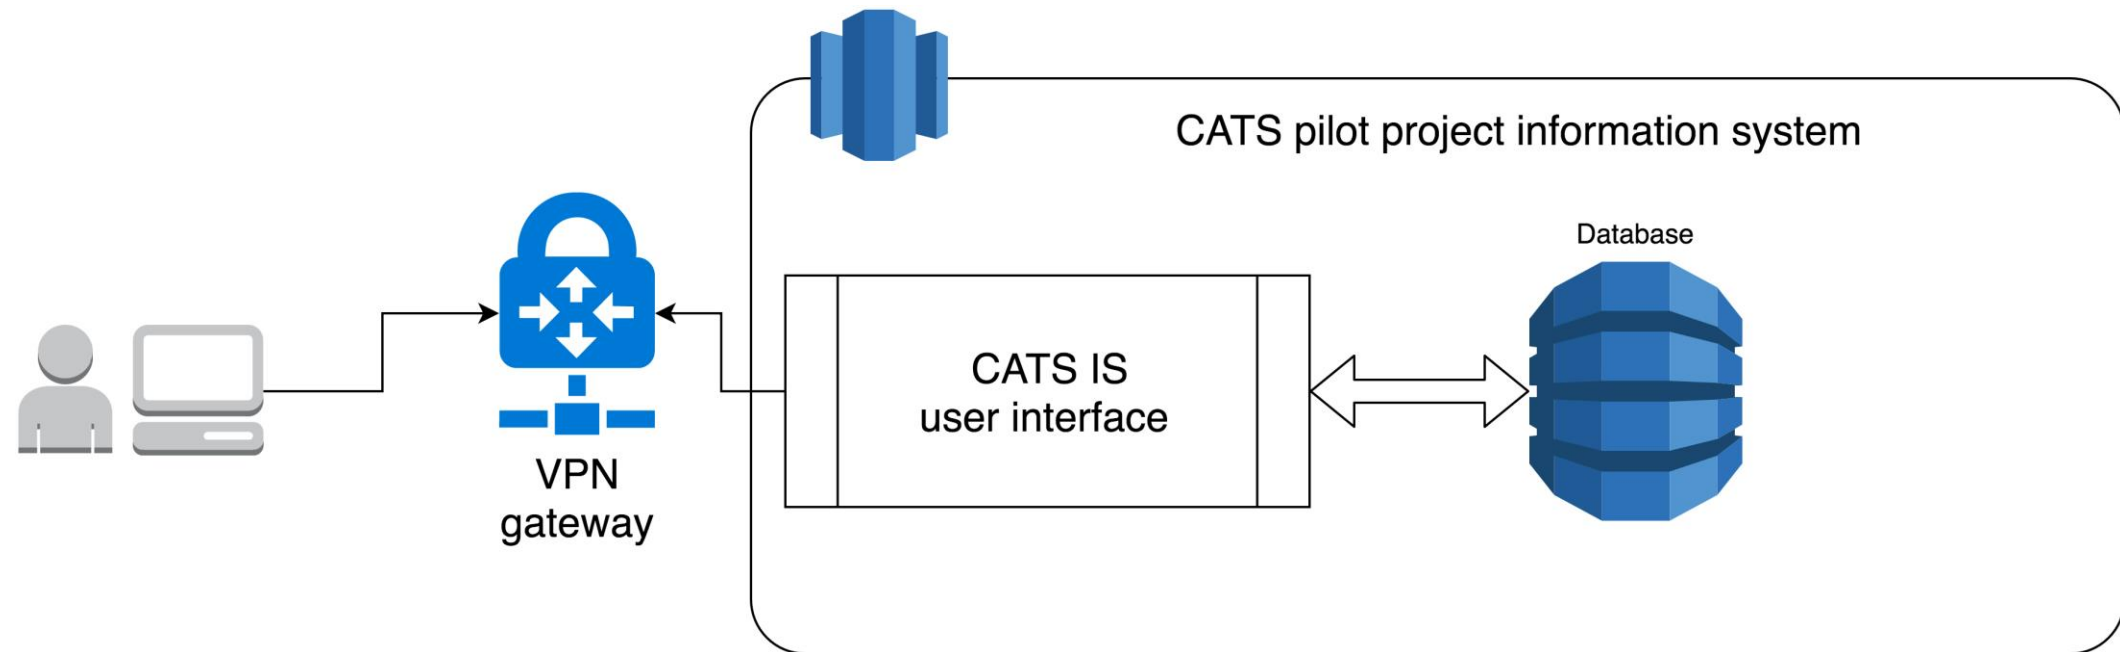 CATS pilot project information system
Database
CATS IS
user interface
VPN
gateway